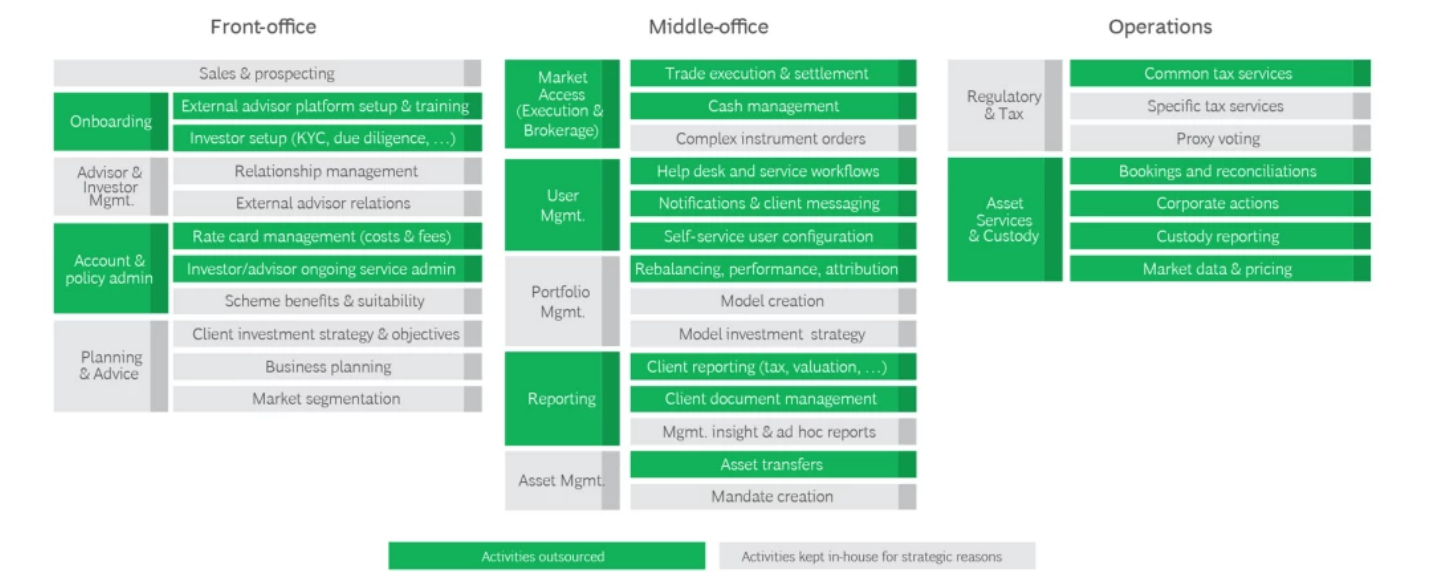 Front-office
Middle-office
Operations
Sales & prospecting
Onboarding
External advisor platform setup & training
Investor setup (KYC, due diligence, ...)
Advisor &
Investor
Mgmt.
Relationship management
External advisor relations
Account &
policy admin
Rate card management (costs & fees)
Investor/advisor ongoing service admin
Scheme benefits & suitability
Planning
& Advice
Client investment strategy & objectives
Business planning
Market segmentation
Market
Access
(Execution &
Brokerage)
Trade execution & settlement
Cash management
Complex instrument orders
User
Mgmt.
Help desk and service workflows
Notifications & client messaging
Self-service user configuration
Portfolio
Mgmt.
Rebalancing, performance, attribution
Model creation
Model investment strategy
Reporting
Client reporting (tax, valuation, ...)
Client document management
Mgmt. insight & ad hoc reports
Asset Mgmt.
Asset transfers
Mandate creation
Regulatory
& Tax
Common tax services
Specific tax services
Proxy voting
Asset
Services
& Custody
Bookings and reconciliations
Corporate actions
Custody reporting
Market data & pricing
Activities outsourced
Activities kept in-house for strategic reasons